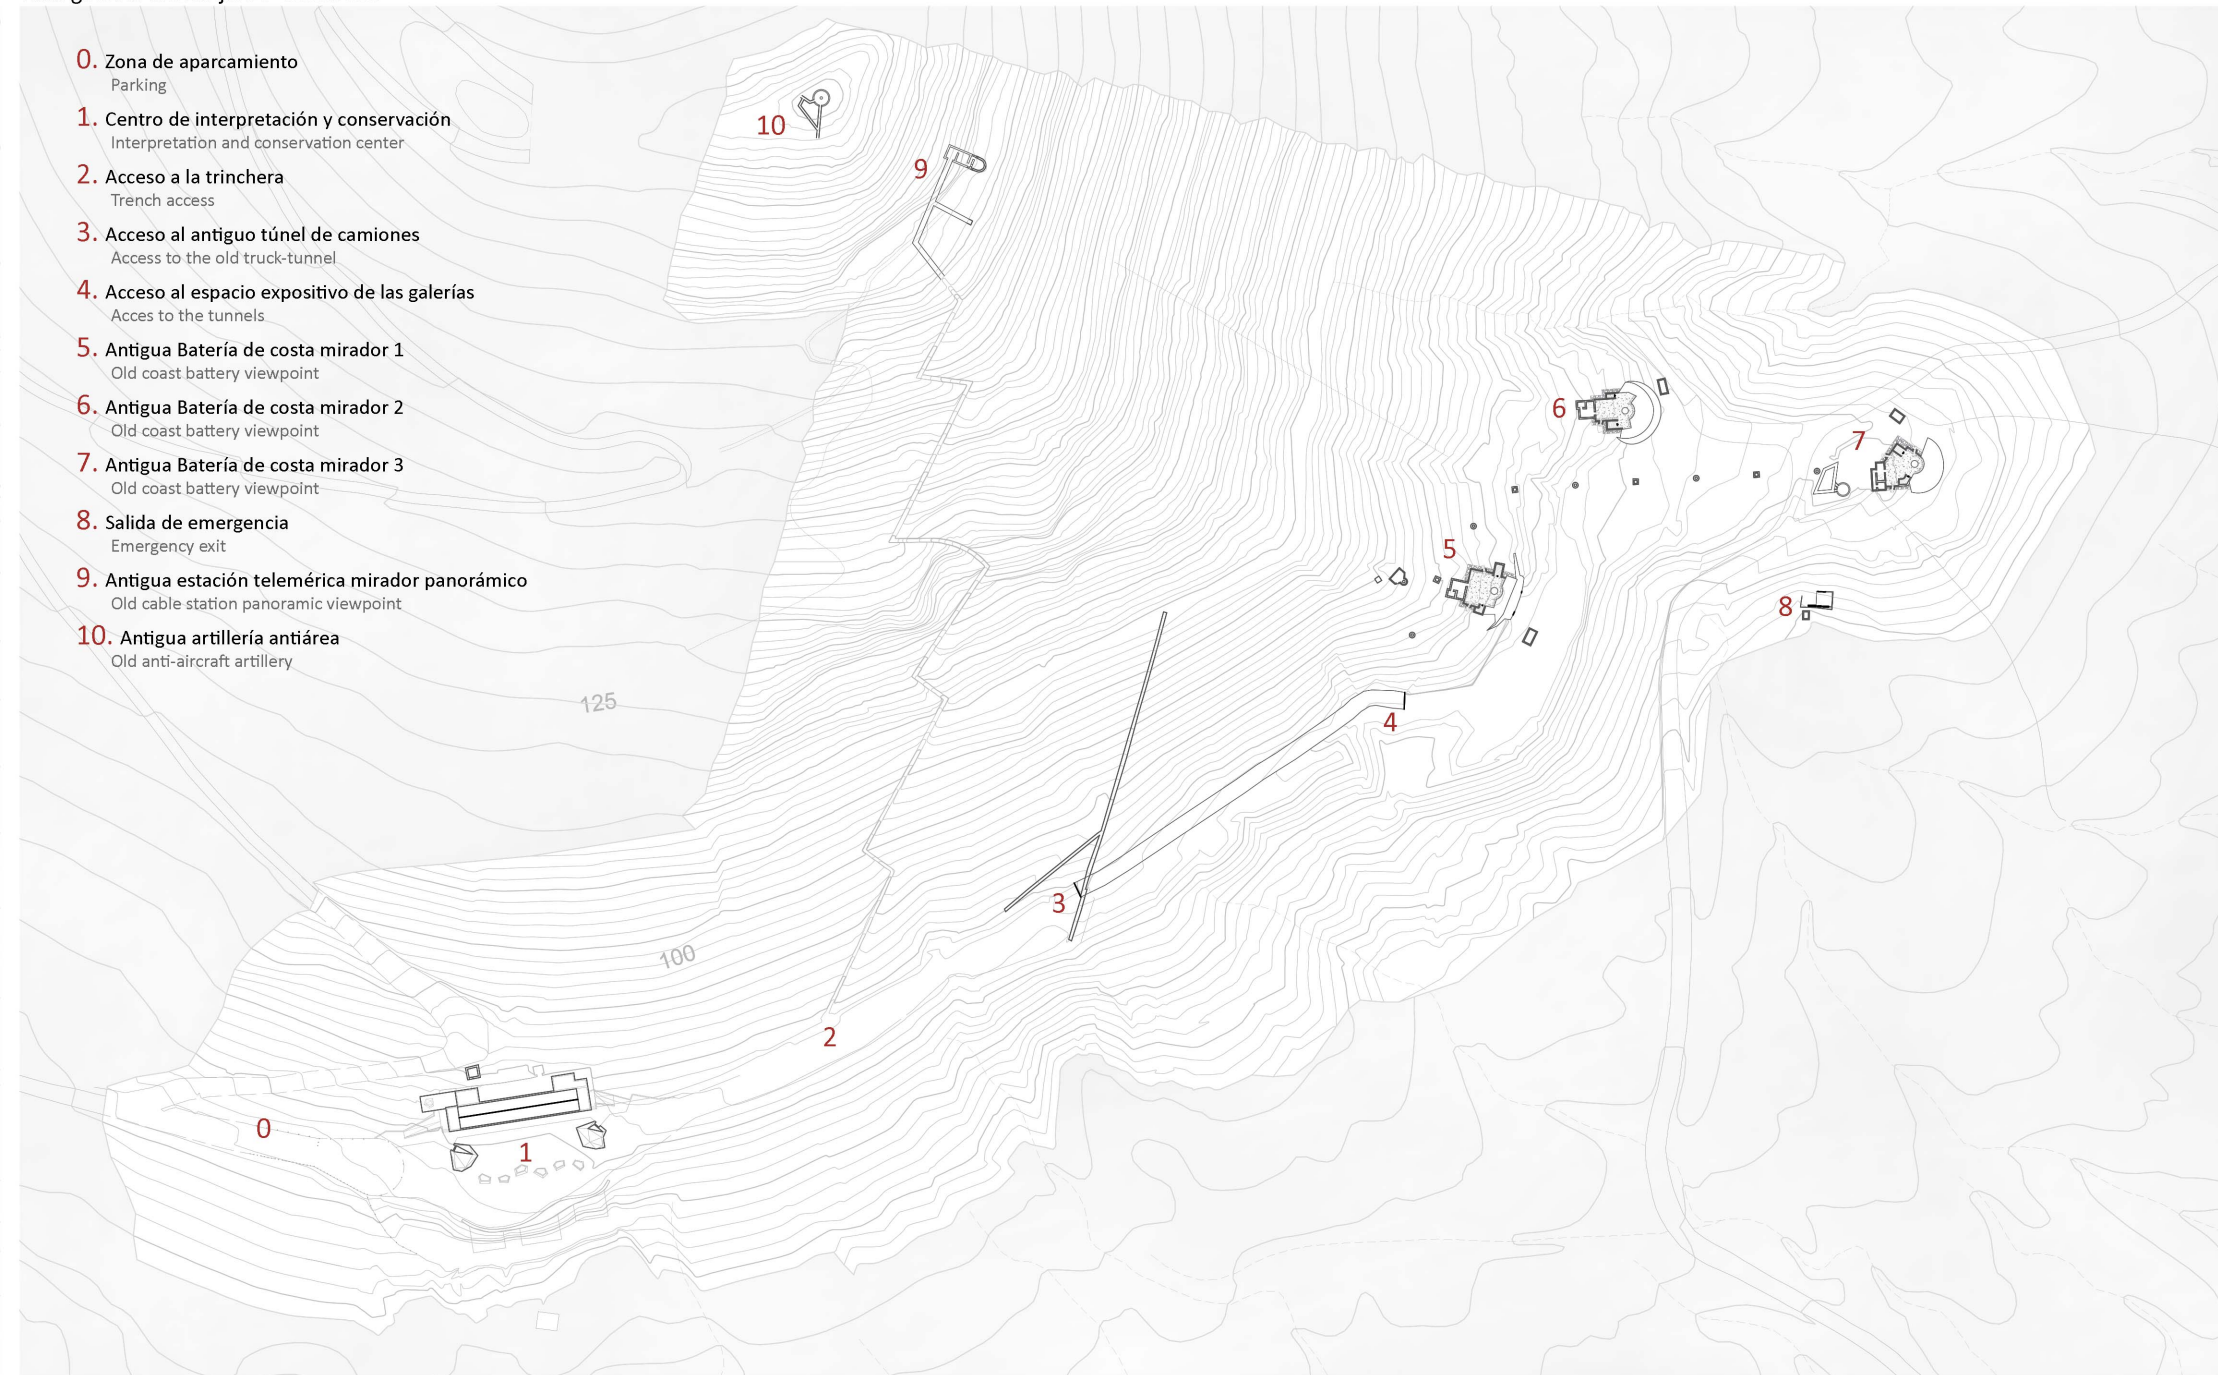 0. Zona de aparcamiento
Parking
1. Centro de interpretación y conservación
Interpretation and conservation center
2. Acceso a la trinchera
Trench access
3. Acceso al antiguo túnel de camiones
Access to the old truck-tunnel
4. Acceso al espacio expositivo de las galerías
Acces to the tunnels
5. Antigua Batería de costa mirador 1
Old coast battery viewpoint
6. Antigua Batería de costa mirador 2
Old coast battery viewpoint
7. Antigua Batería de costa mirador 3
Old coast battery viewpoint
8. Salida de emergencia
Emergency exit
9. Antigua estación telemérica mirador panorámico
Old cable station panoramic viewpoint
10. Antigua artillería antiárea
Old anti-aircraft artillery
10
9
6
7
5
8
125
4
3
100
2
0
1